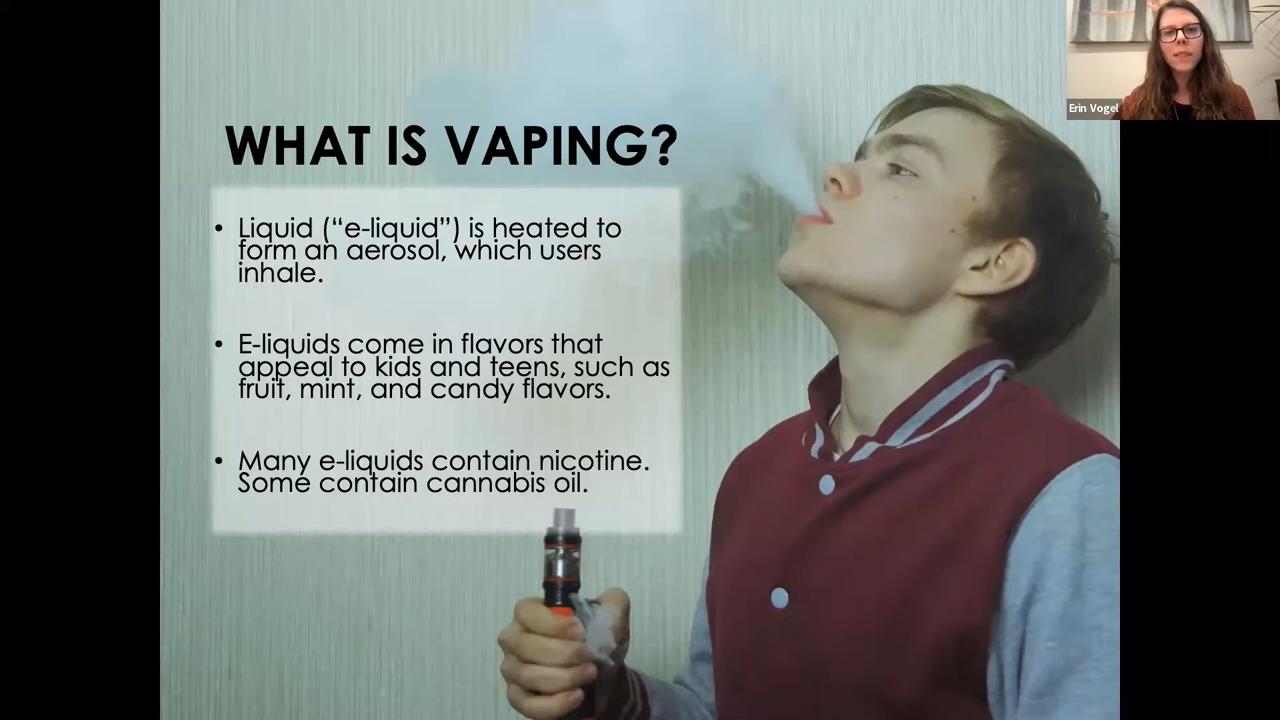 Erin Vogel
WHAT IS VAPING?
• Liquid (“e-liquid”) is heated to
form an aerosol, which users
inhale.
• E-liquids come in flavors that
appeal to kids and teens, such as
fruit, mint, and candy flavors.
• Many e-liquids contain nicotine.
Some contain cannabis oil.